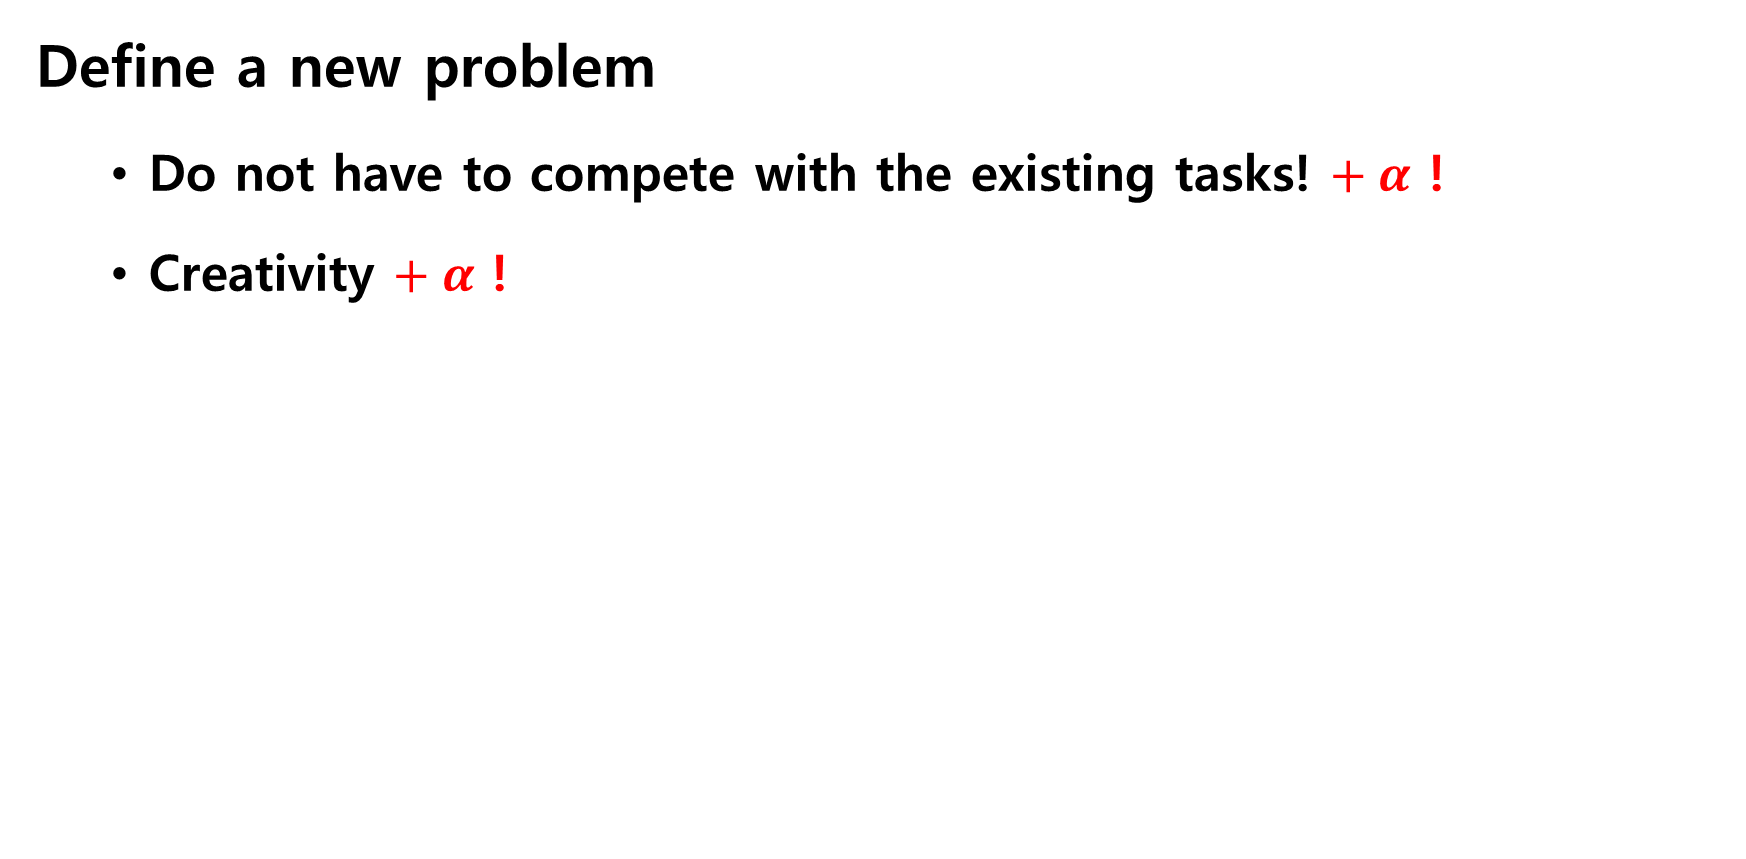 Define a new problem
• Do not have to compete with the existing tasks! + α !
• Creativity + α !